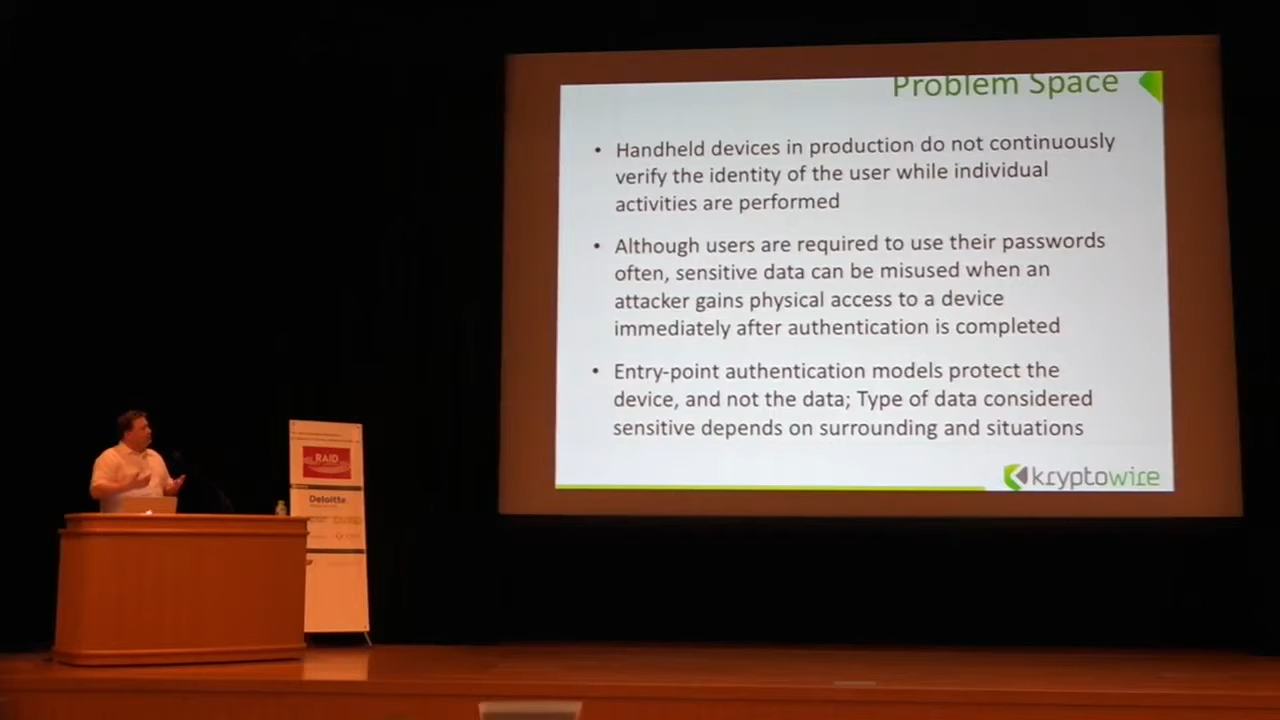 Problem Space
• Handheld devices in production do not continuously
verify the identity of the user while individual
activities are performed
• Although users are required to use their passwords
often, sensitive data can be misused when an
attacker gains physical access to a device
immediately after authentication is completed
• Entry-point authentication models protect the
device, and not the data; Type of data considered
sensitive depends on surrounding and situations
kryptowire
RAID
Deloitte